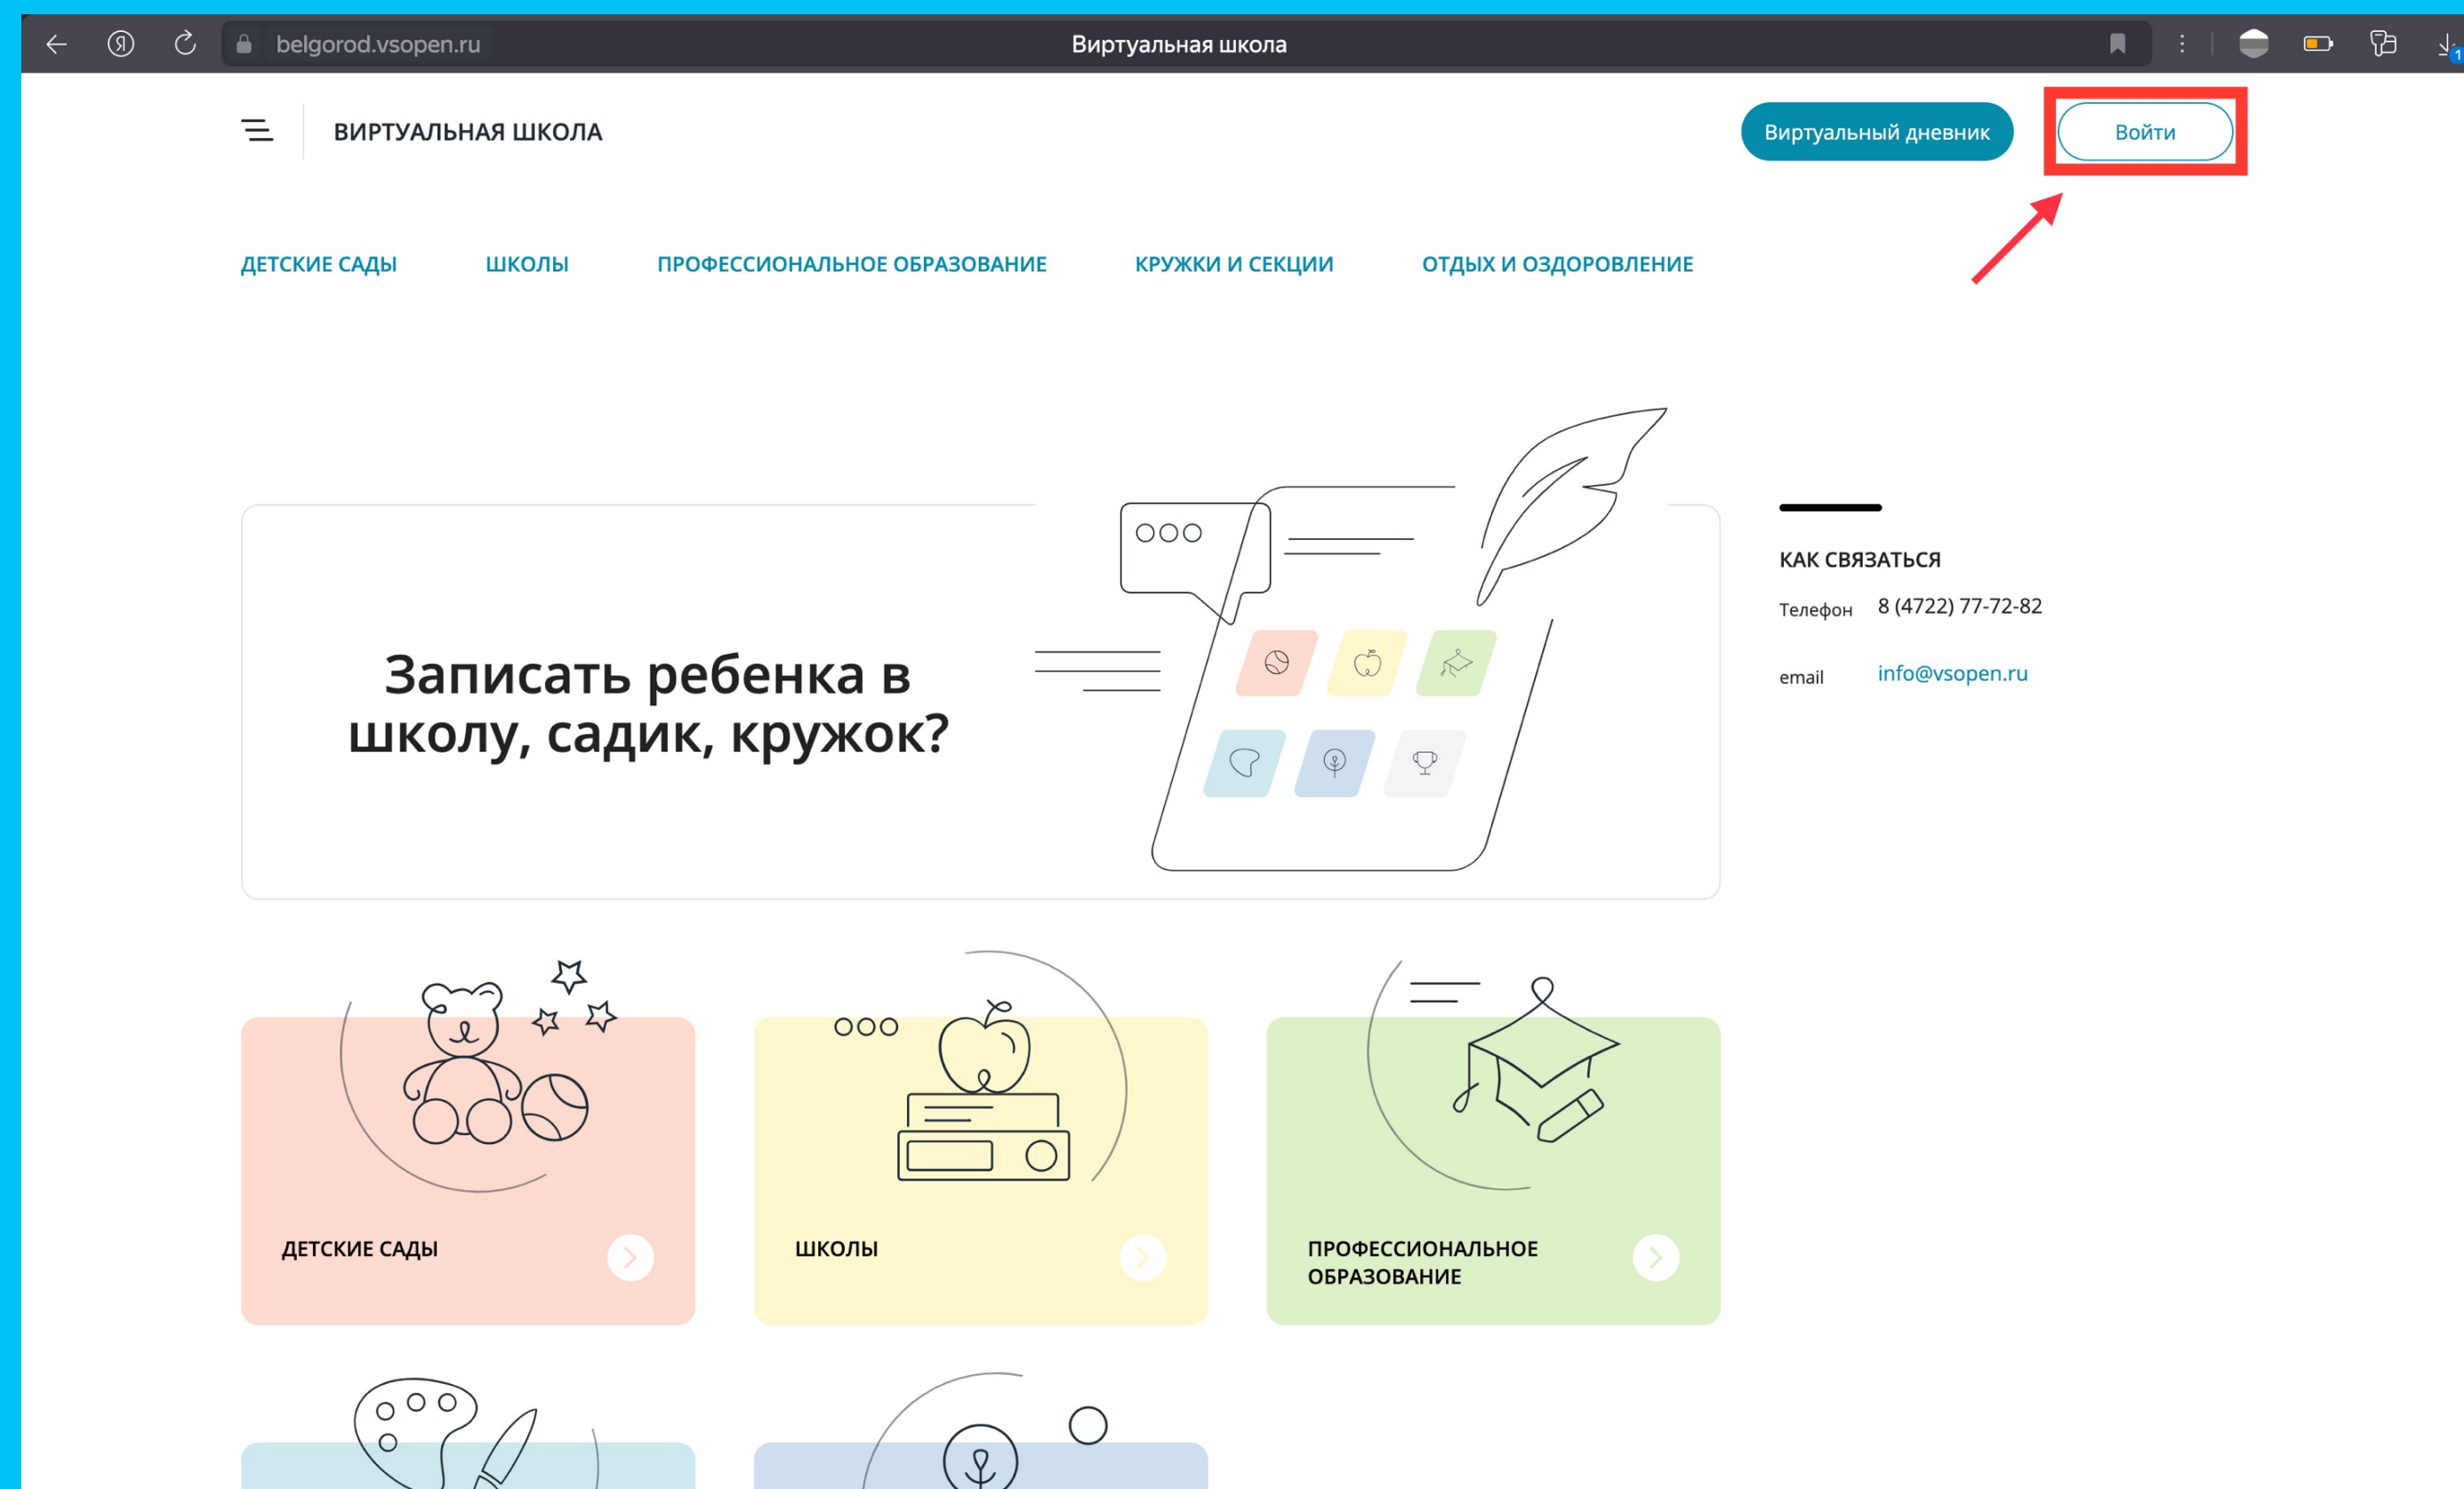 belgorod.vsopen.ru
Виртуальная школа
1
ВИРТУАЛЬНАЯ ШКОЛА
Виртуальный дневник
Войти
ДЕТСКИЕ САДЫ
ШКОЛЫ
ПРОФЕССИОНАЛЬНОЕ ОБРАЗОВАНИЕ
КРУЖКИ И СЕКЦИИ
ОТДЫХ И ОЗДОРОВЛЕНИЕ
Записать ребенка в
школу, садик, кружок?
КАК СВЯЗАТЬСЯ
Телефон 8 (4722) 77-72-82
email info@vsopen.ru
ДЕТСКИЕ САДЫ
ШКОЛЫ
ПРОФЕССИОНАЛЬНОЕ
ОБРАЗОВАНИЕ